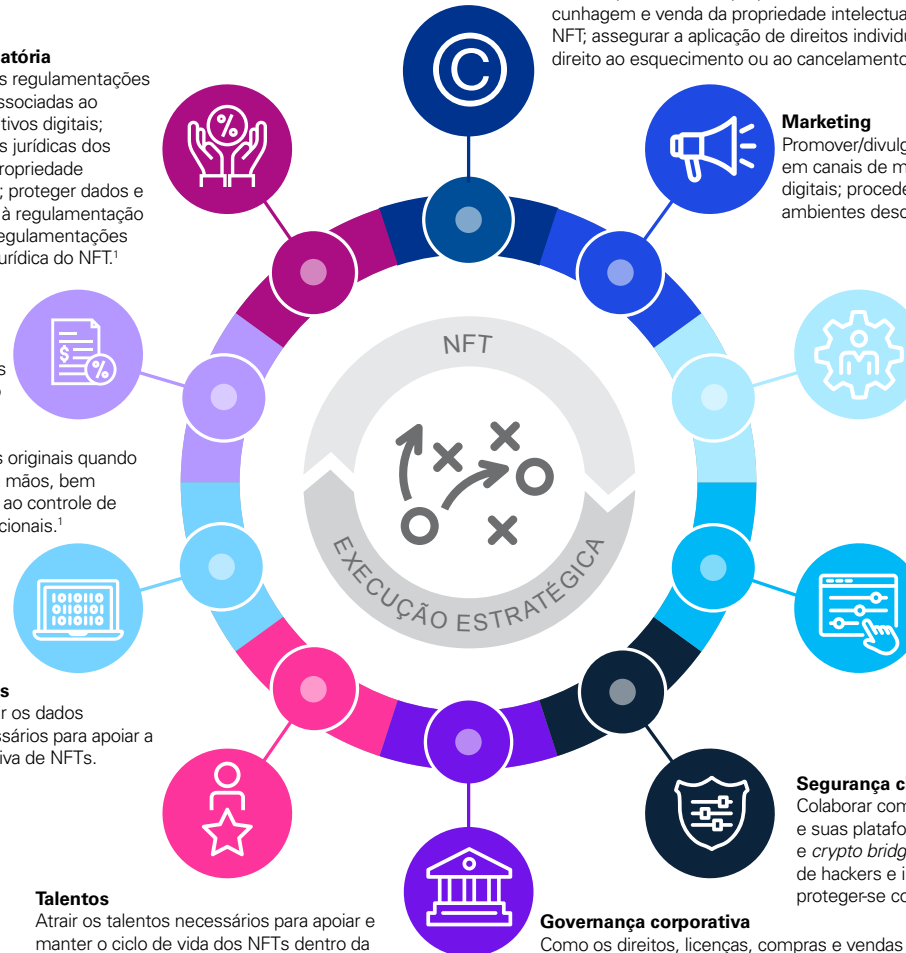 cunhagem e venda da propriedade intelectua
NFT; assegurar a aplicação de direitos individu
direito ao esquecimento ou ao cancelamento
atória
s regulamentações
ssociadas ao
tivos digitais;
s jurídicas dos
ropriedade
; proteger dados e
à regulamentação
egulamentações
urídica do NFT.¹
©
%
Marketing
Promover/divulg
em canais de m
digitais; procede
ambientes desc
$
%
s
s originais quando
mãos, bem
ao controle de
cionais.¹
NFT
EXECUÇÃO ESTRATÉGICA
1010110
0110101
1010110
s
r os dados
ssários para apoiar a
iva de NFTs.
Segurança c
Colaborar com
e suas platafo
e crypto bridg
de hackers e i
proteger-se co
Talentos
Atrair os talentos necessários para apoiar e
manter o ciclo de vida dos NFTs dentro da
Governança corporativa
Como os direitos, licenças, compras e vendas